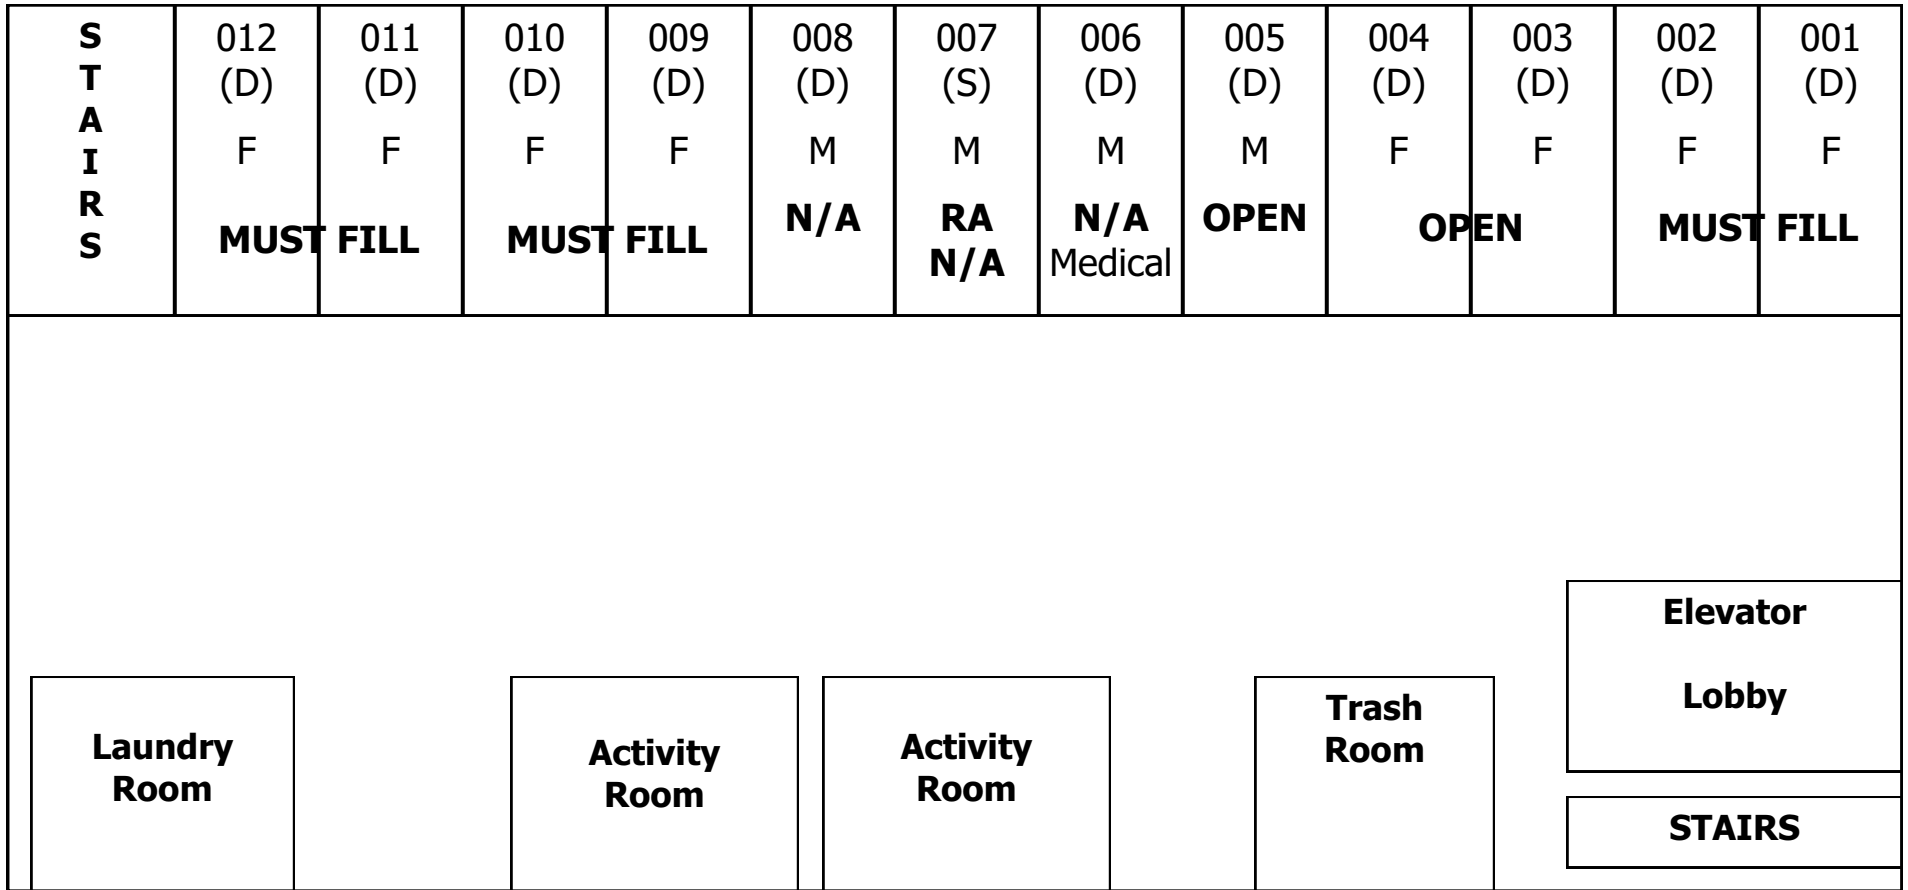 S
T
A
I
R
S
012 011 010 009 008 007 006 005 004 003 002 001
(D) (D) (D) (D) (D) (S) (D) (D) (D) (D) (D) (D)
F F F F M M M M F F F F
MUST FILL MUST FILL N/A RA N/A OPEN OPEN MUST FILL
N/A Medical
Elevator
Lobby
Laundry
Room
Activity
Room
Activity
Room
Trash
Room
STAIRS